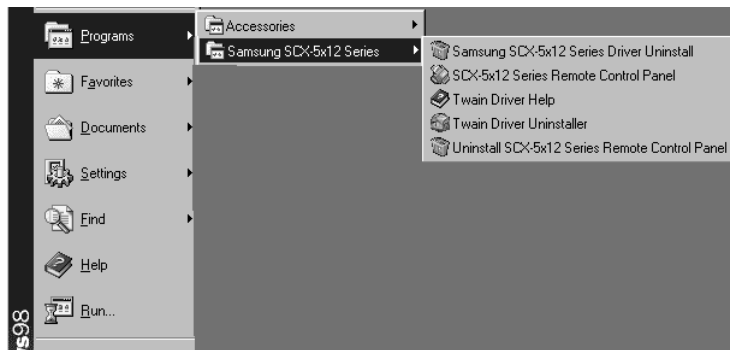 Programs
Favorites
Documents
Settings
Find
Help
Run...
Accessories
Samsung SCX-5x12 Series
Samsung SCX-5x12 Series Driver Uninstall
SCX-5x12 Series Remote Control Panel
Twain Driver Help
Twain Driver Uninstaller
Uninstall SCX-5x12 Series Remote Control Panel
ws98